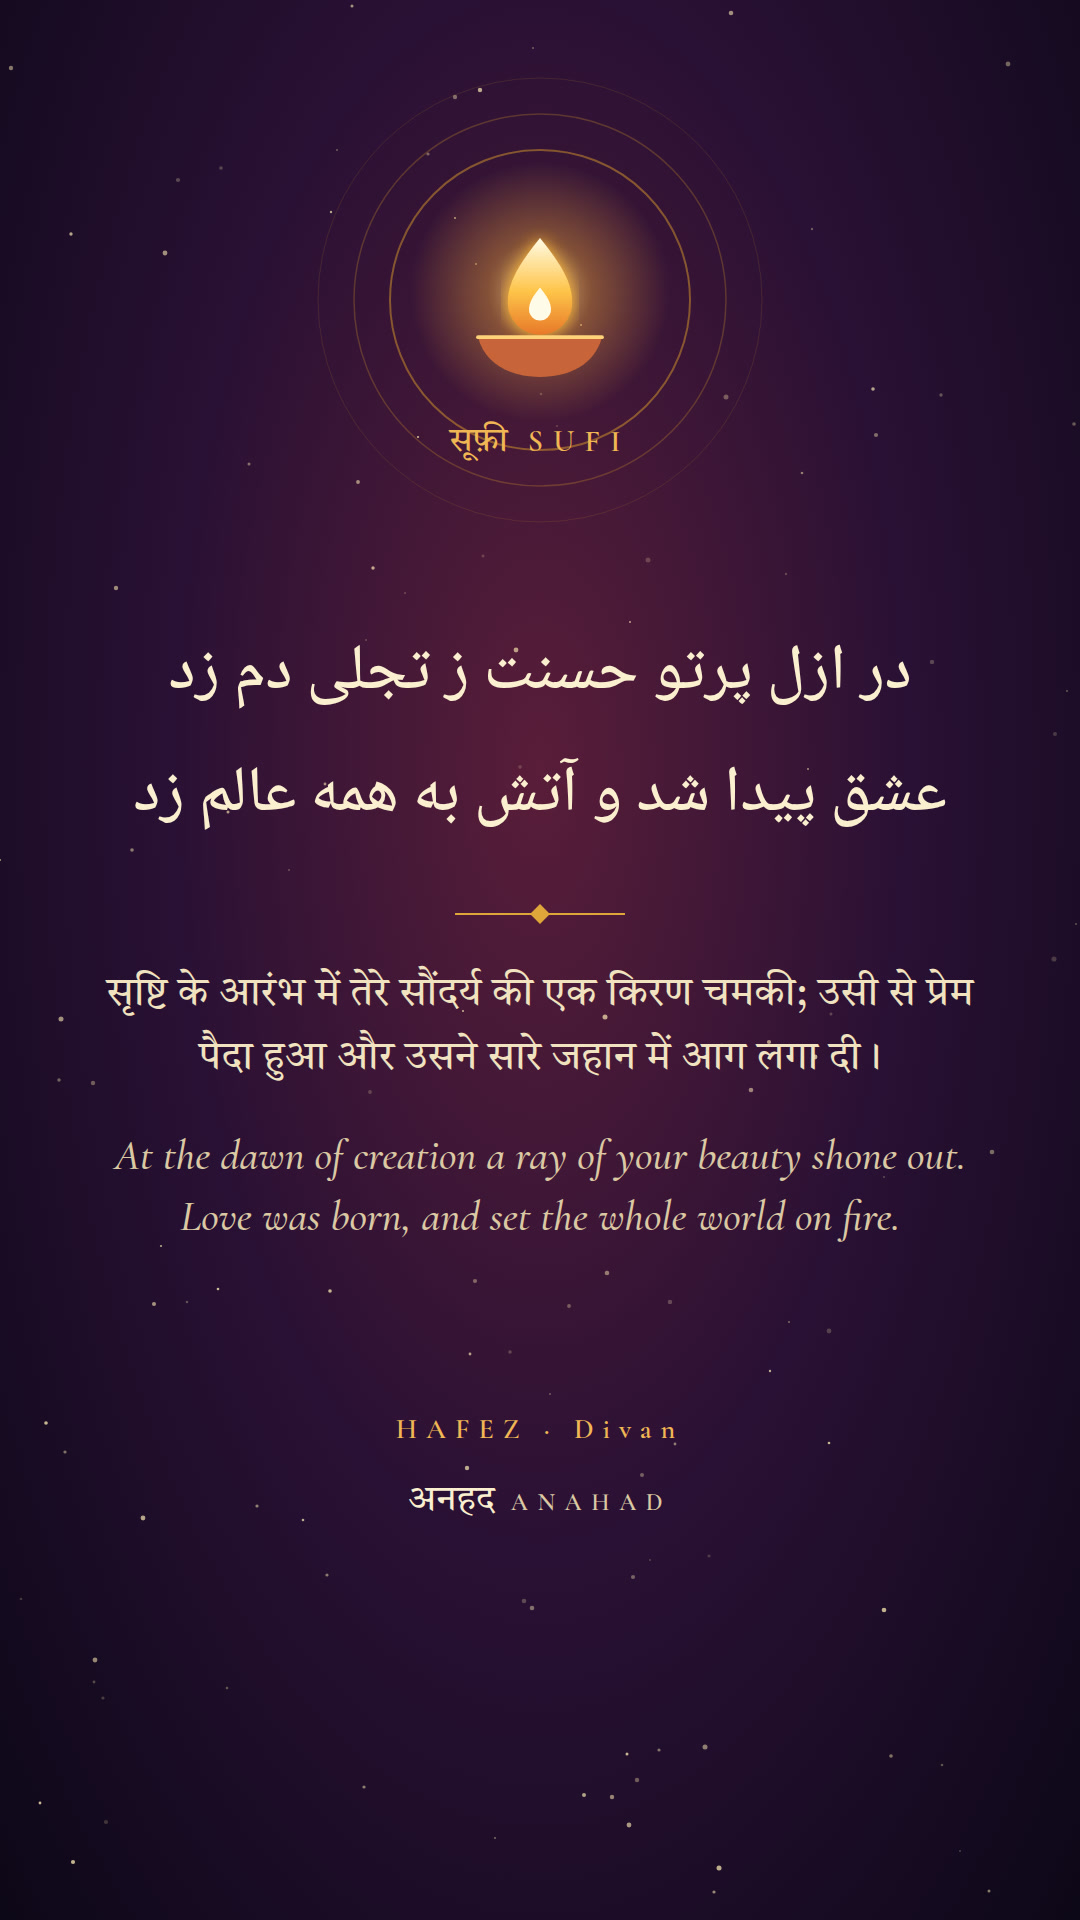 सूफ़ी SUFI
در ازل پرتو حسنت ز تجلی دم زد
عشق پیدا شد و آتش به همه عالم زد
सृष्टि के आरंभ में तेरे सौंदर्य की एक किरण चमकी; उसी से प्रेम
पैदा हुआ और उसने सारे जहान में आग लगा दी।
At the dawn of creation a ray of your beauty shone out.
Love was born, and set the whole world on fire.
HAFEZ · Divan
अनहद ANAHAD